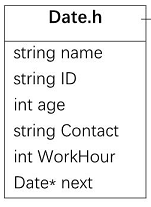 Date.h
string name
string ID
int age
string Contact
int WorkHour
Date* next